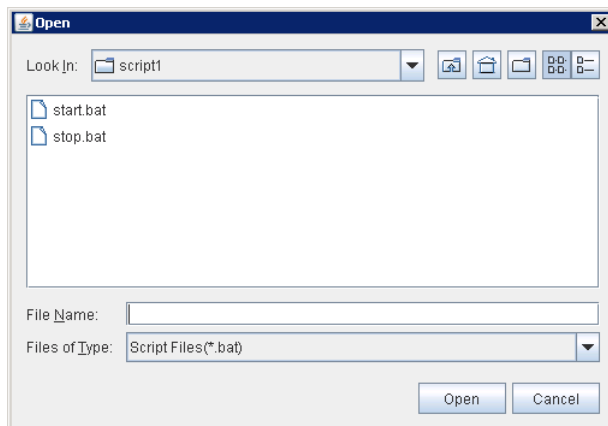 Open
Look In: script1
start.bat
stop.bat
File Name:
Files of Type: Script Files(*.bat)
Open Cancel